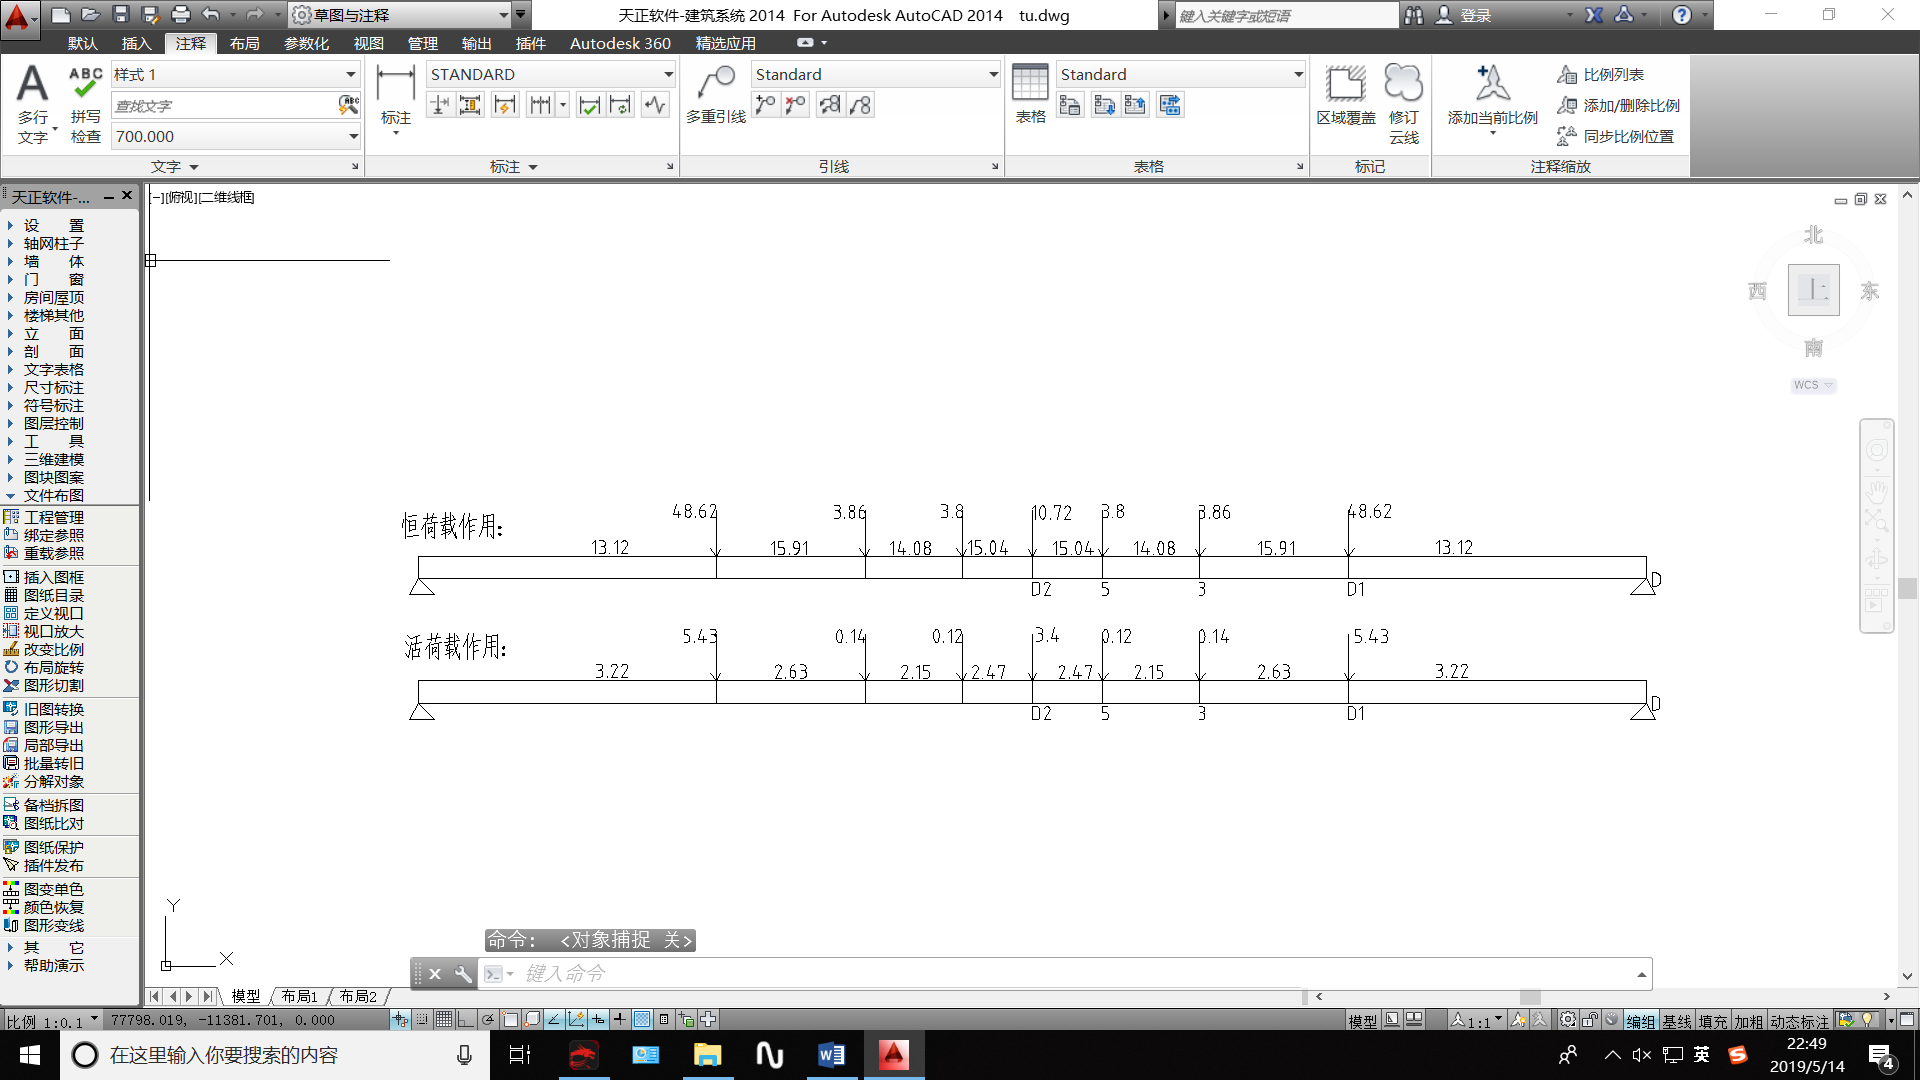 草图与注释
天正软件-建筑系统 2014 For Autodesk AutoCAD 2014 tu.dwg
键入关键字或短语
登录
默认 插入 注释 布局 参数化 视图 管理 输出 插件 Autodesk 360 精选应用
多行文字
ABC
拼写检查
样式 1
查找文字
700.000
标注
STANDARD
多重引线
Standard
表格
Standard
区域覆盖
修订云线
添加当前比例
比例列表
添加/删除比例
同步比例位置
文字 标注 引线 表格 标记 注释缩放
天正软件-...
[−][俯视][二维线框]
设 置
轴网柱子
墙 体
门 窗
房间屋顶
楼梯其他
立 面
剖 面
文字表格
尺寸标注
符号标注
图层控制
工 具
三维建模
图块图案
文件布图
工程管理
绑定参照
重载参照
插入图框
图纸目录
定义视口
视口放大
改变比例
布局旋转
图形切割
旧图转换
图形导出
局部导出
批量转旧
分解对象
备档拆图
图纸比对
图纸保护
插件发布
图变单色
颜色恢复
图形变线
其 它
帮助演示
北
西 上 东
南
WCS
恒荷载作用:
48.62 3.86 3.8 10.72 3.8 3.86 48.62
13.12 15.91 14.08 15.04 15.04 14.08 15.91 13.12
D2 5 3 D1 D
活荷载作用:
5.43 0.14 0.12 3.4 0.12 0.14 5.43
3.22 2.63 2.15 2.47 2.47 2.15 2.63 3.22
D2 5 3 D1 D
Y
X
命令: <对象捕捉 关>
键入命令
模型 布局1 布局2
比例 1:0.1 77798.019, -11381.701, 0.000
模型 1:1 编组 基线 填充 加粗 动态标注
在这里输入你要搜索的内容
英
22:49
2019/5/14
4